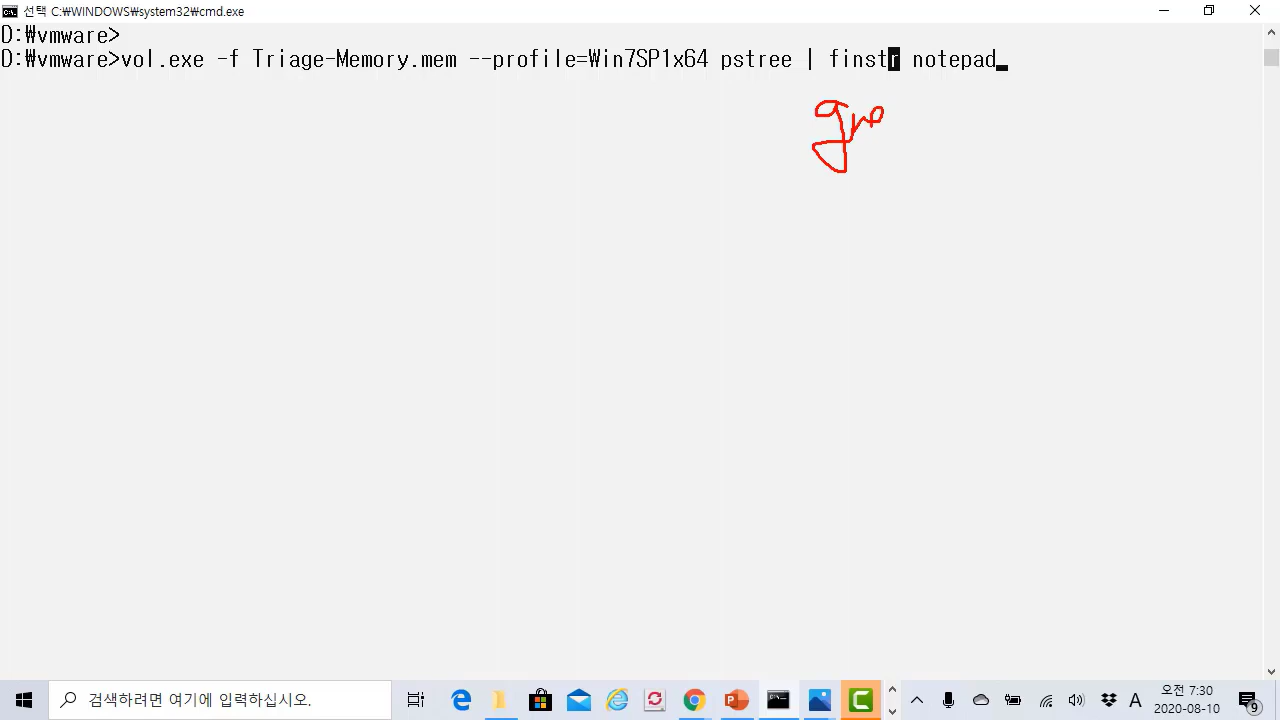 선택 C:₩WINDOWS₩system32₩cmd.exe
D:₩vmware>
D:₩vmware>vol.exe -f Triage-Memory.mem --profile=Win7SP1x64 pstree | finstr notepad_
gre
검색하려면 여기에 입력하십시오.
A
오전 7:30
2020-08-10
9